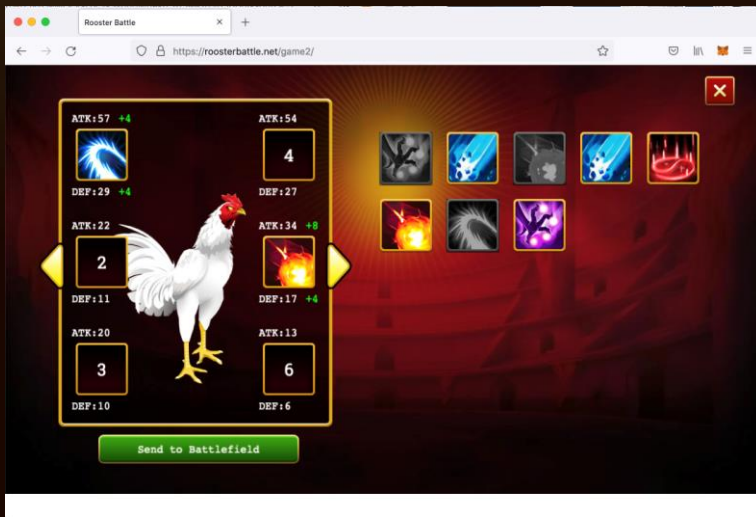 Rooster Battle
https://roosterbattle.net/game2/
ATK:57 +4
ATK:54
4
DEF:29 +4
DEF:27
ATK:22
ATK:34 +8
2
DEF:11
DEF:17 +4
ATK:20
ATK:13
3
6
DEF:10
DEF:6
Send to Battlefield